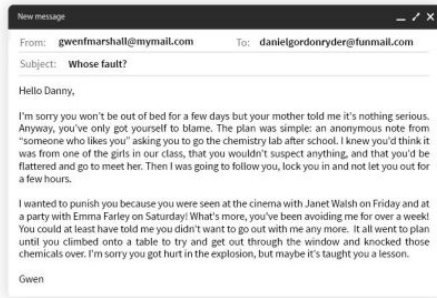 New message
From: gwenfmarshall@mymail.com To: danielgordonryder@funmail.com
Subject: Whose fault?
Hello Danny,
I'm sorry you won't be out of bed for a few days but your mother told me it's nothing serious.
Anyway, you've only got yourself to blame. The plan was simple: an anonymous note from
"someone who likes you" asking you to go the chemistry lab after school. I knew you'd think it
was from one of the girls in our class, that you wouldn't suspect anything, and that you'd be
flattered and go to meet her. Then I was going to follow you, lock you in and not let you out for
a few hours.
I wanted to punish you because you were seen at the cinema with Janet Walsh on Friday and at
a party with Emma Farley on Saturday! What's more, you've been avoiding me for over a week!
You could at least have told me you didn't want to go out with me any more. It all went to plan
until you climbed onto a table to try and get out through the window and knocked those
chemicals over. I'm sorry you got hurt in the explosion, but maybe it's taught you a lesson.
Gwen